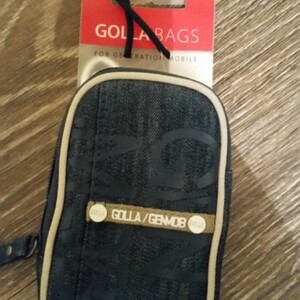 GOLLA BAGS
FOR GENERATION MOBILE
GOLLA/GENMOB